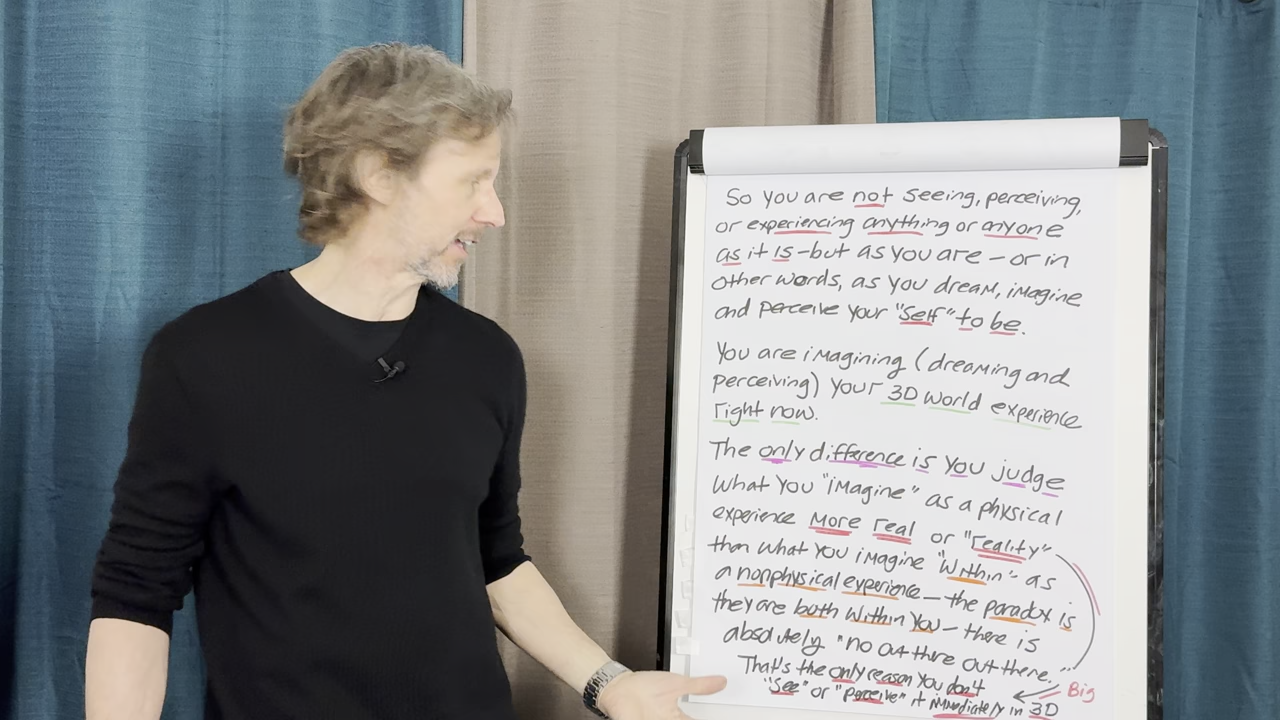 So you are not seeing, perceiving,
or experiencing anything or anyone
as it is - but as you are - or in
other words, as you dream, imagine
and perceive your "Self" to be.
You are imagining (dreaming and
perceiving) your 3D world experience
right now.
The only difference is you judge
what you "imagine" as a physical
experience more real or "reality"
than what you imagine "within" as
a nonphysical experience - the paradox is
they are both within you - there is
absolutely "no out thire out there."
That's the only reason you don't
"see" or "perceive" it immediately in 3D
Big